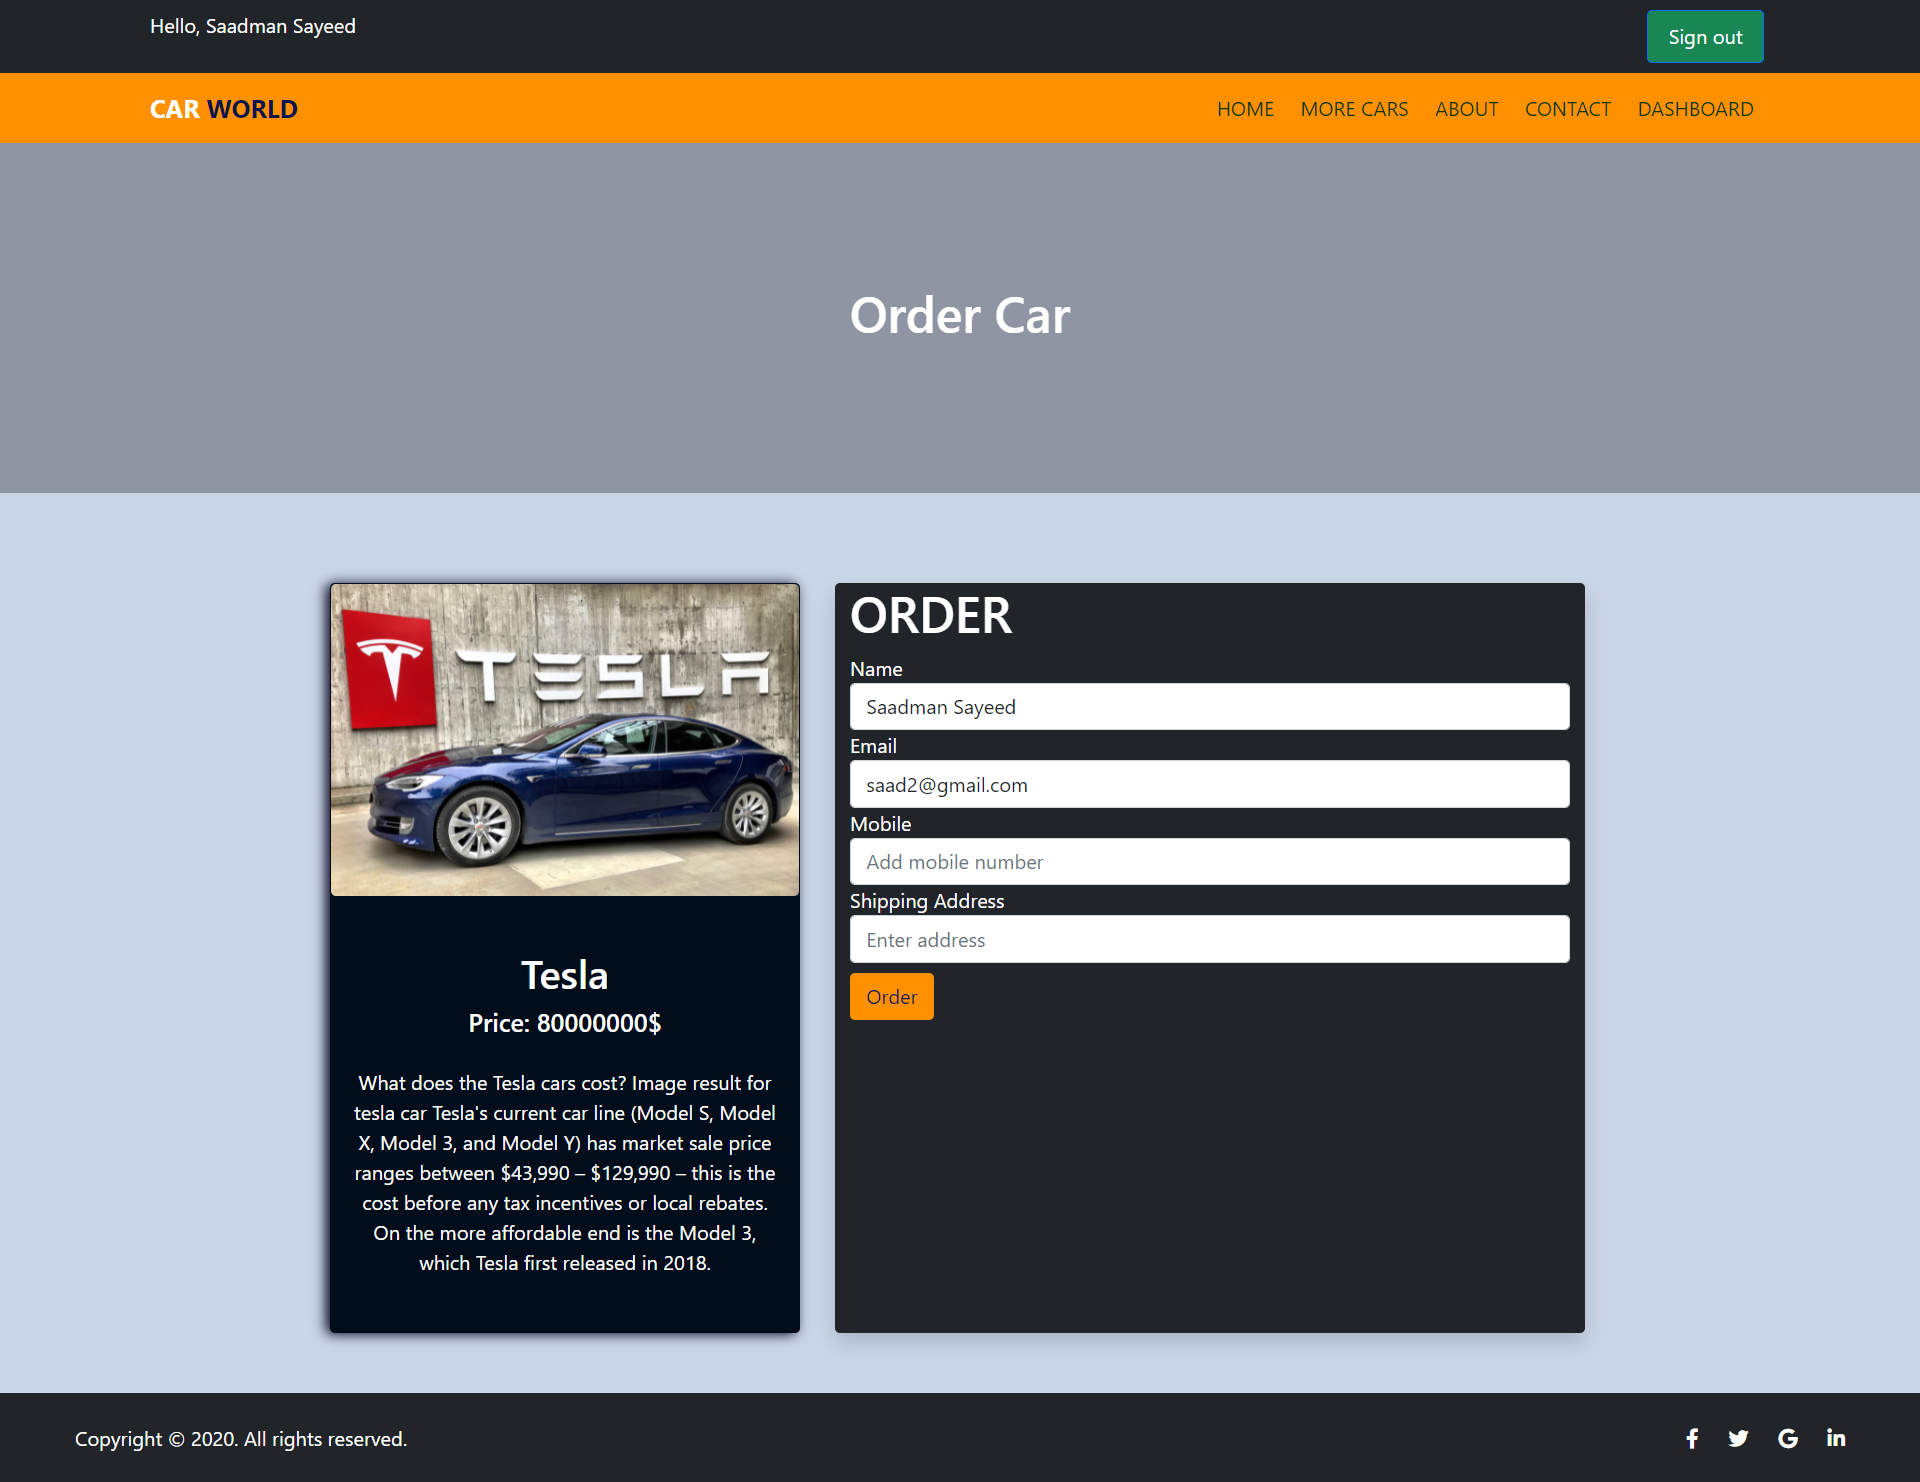 Hello, Saadman Sayeed
Sign out
CAR WORLD
HOME MORE CARS ABOUT CONTACT DASHBOARD
Order Car
TESLA
Tesla
Price: 80000000$
What does the Tesla cars cost? Image result for
tesla car Tesla's current car line (Model S, Model
X, Model 3, and Model Y) has market sale price
ranges between $43,990 – $129,990 – this is the
cost before any tax incentives or local rebates.
On the more affordable end is the Model 3,
which Tesla first released in 2018.
ORDER
Name
Saadman Sayeed
Email
saad2@gmail.com
Mobile
Add mobile number
Shipping Address
Enter address
Order
Copyright © 2020. All rights reserved.